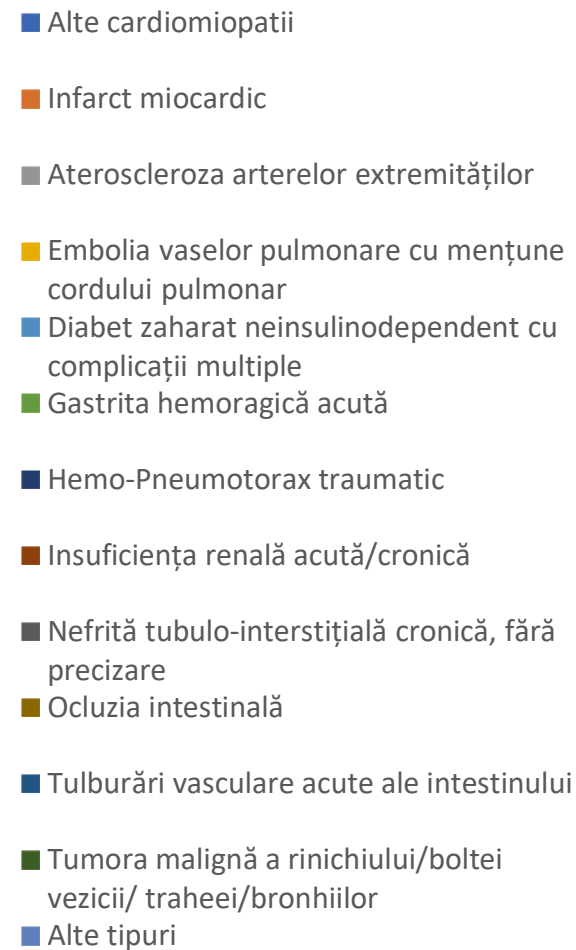 Alte cardiomiopatii
Infarct miocardic
Ateroscleroza arterelor extremităților
Embolia vaselor pulmonare cu mențune
cordului pulmonar
Diabet zaharat neinsulinodependent cu
complicații multiple
Gastrita hemoragică acută
Hemo-Pneumotorax traumatic
Insuficiența renală acută/cronică
Nefrită tubulo-interstițială cronică, fără
precizare
Ocluzia intestinală
Tulburări vasculare acute ale intestinului
Tumora malignă a rinichiului/boltei
vezicii/ traheei/bronhiilor
Alte tipuri